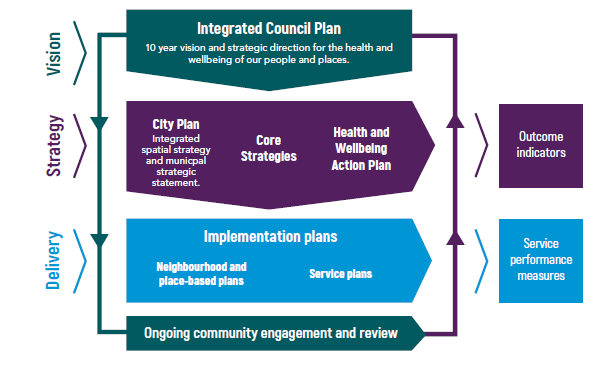 Vision
Integrated Council Plan
10 year vision and strategic direction for the health and
wellbeing of our people and places.
Strategy
City Plan
Integrated
spatial strategy
and municpal
strategic
statement.
Core
Strategies
Health and
Wellbeing
Action Plan
Outcome
indicators
Delivery
Implementation plans
Neighbourhood and
place-based plans
Service plans
Service
performance
measures
Ongoing community engagement and review